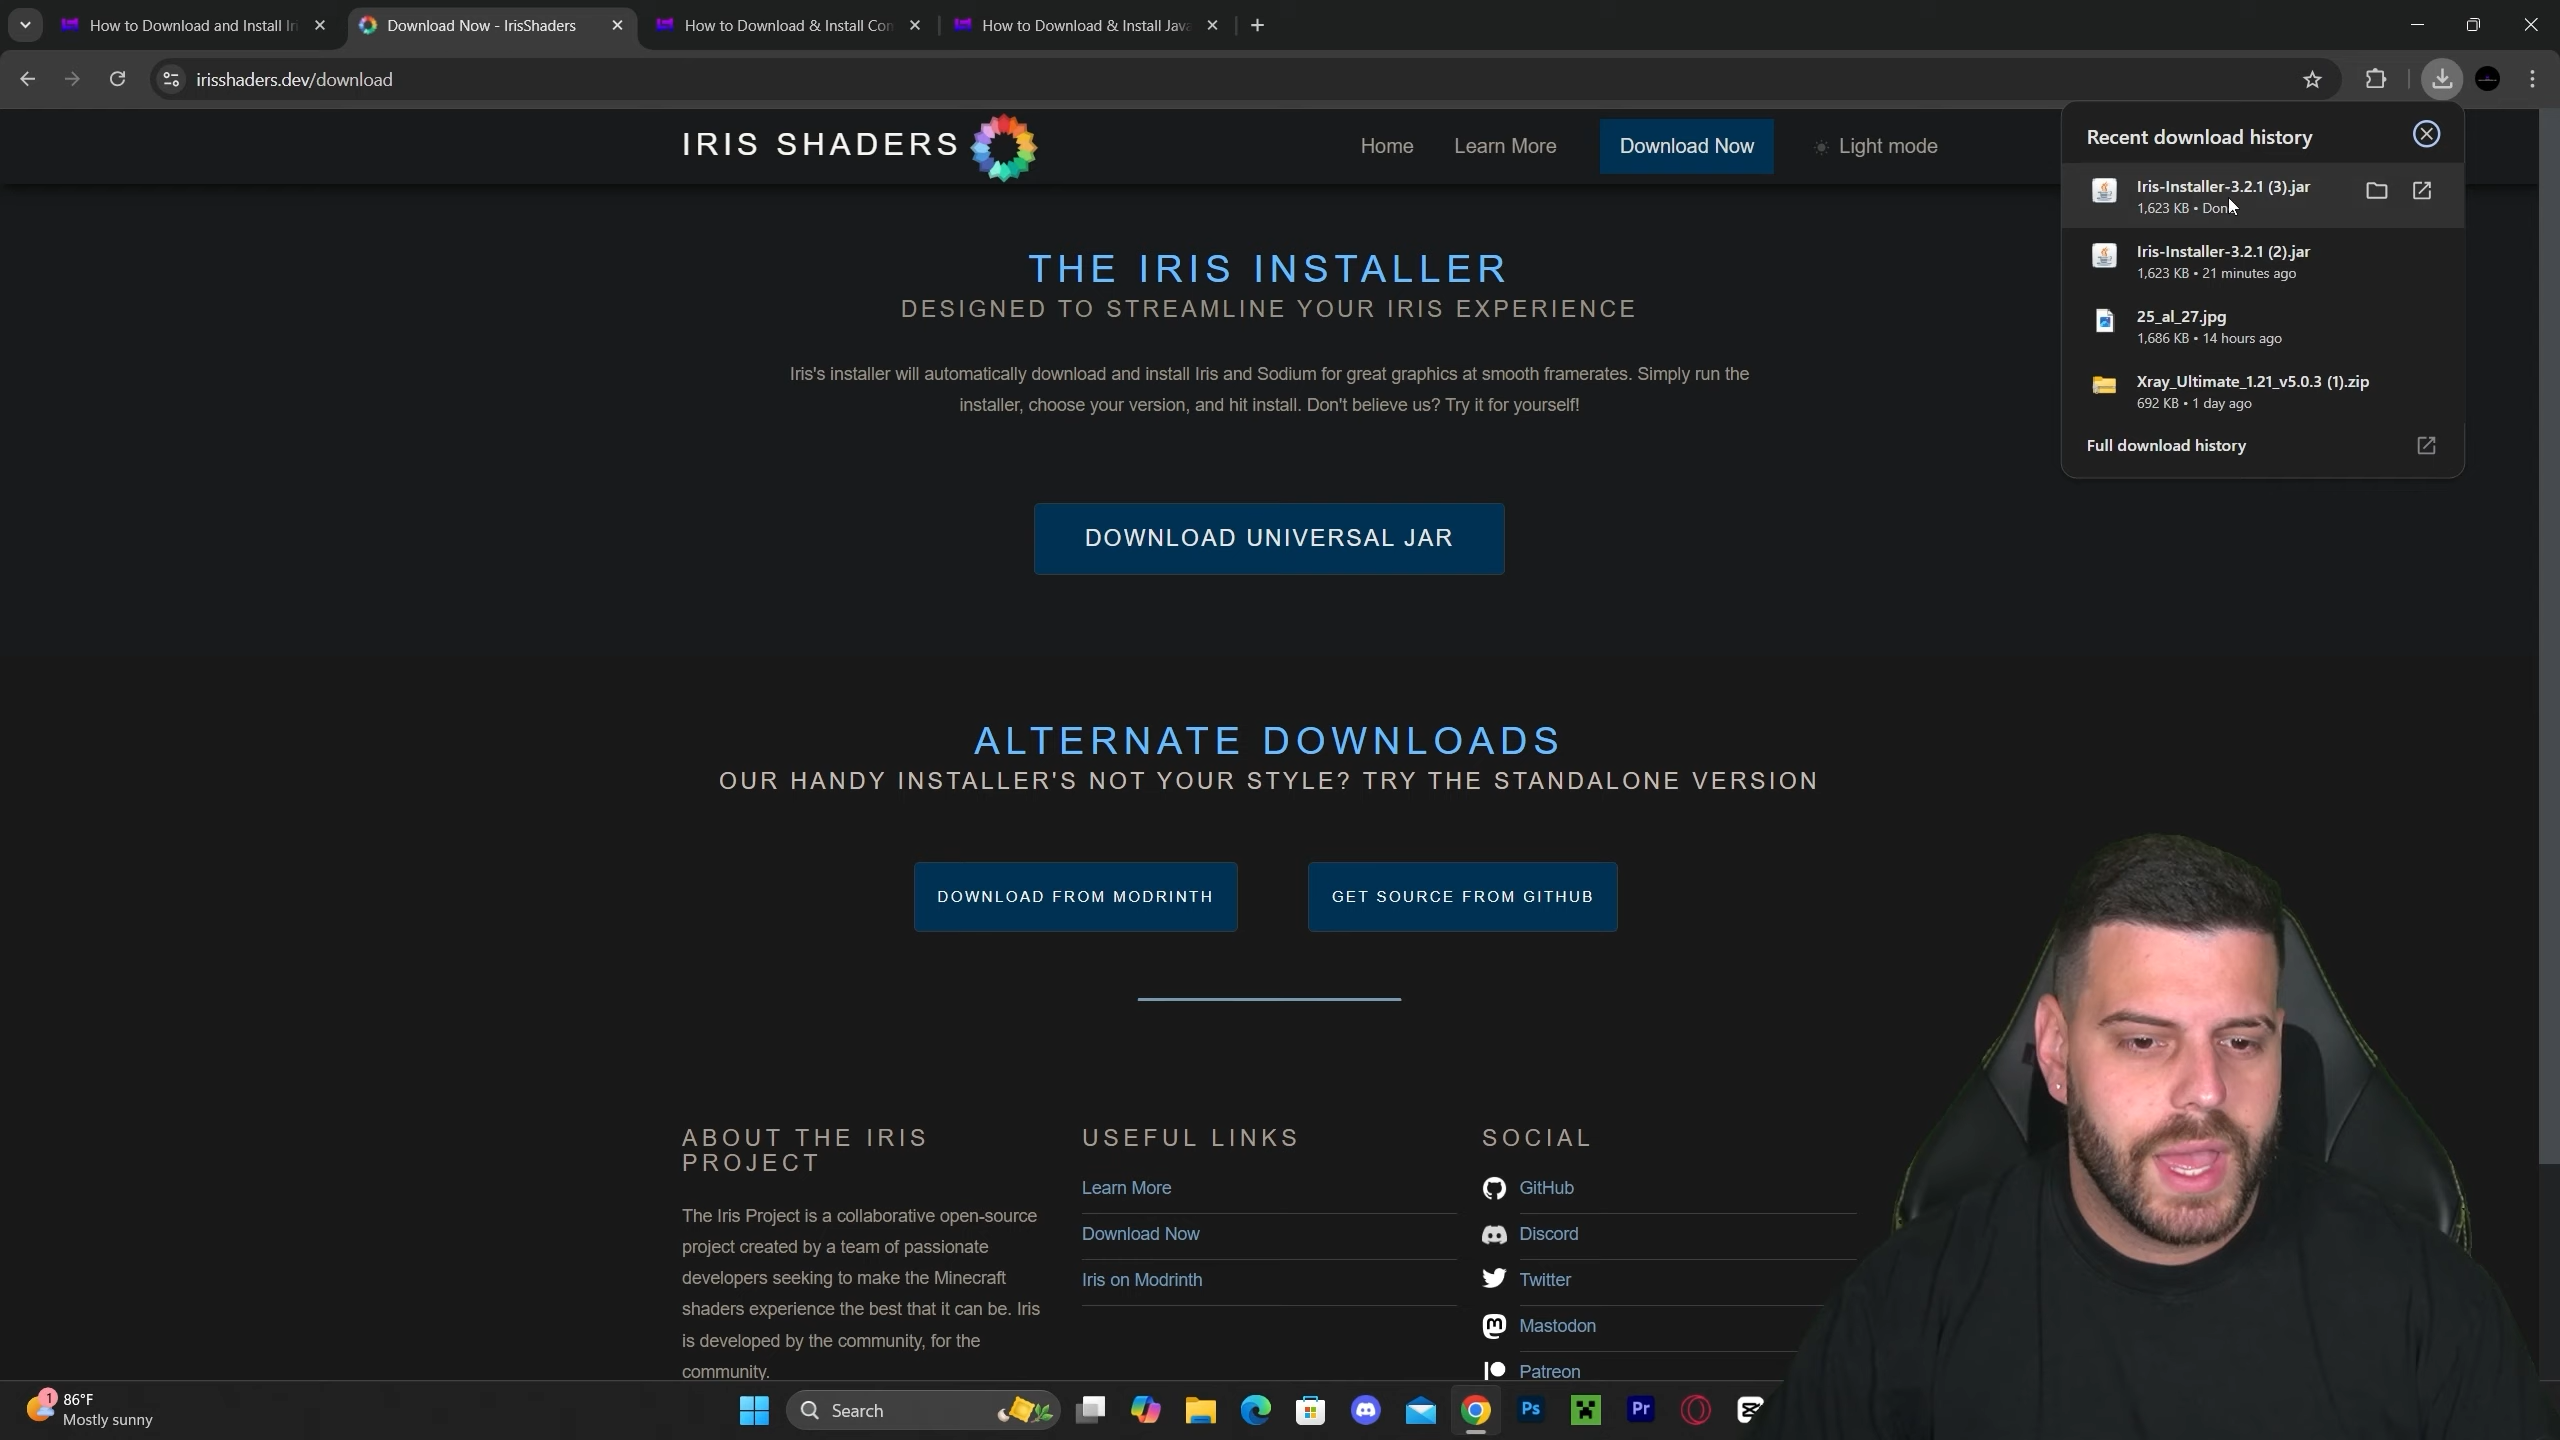 How to Download and Install Iri
Download Now - IrisShaders
How to Download & Install Con
How to Download & Install Java
irisshaders.dev/download
IRIS SHADERS
Home
Learn More
Download Now
Light mode
Recent download history
Iris-Installer-3.2.1 (3).jar
1,623 KB • Done
Iris-Installer-3.2.1 (2).jar
1,623 KB • 21 minutes ago
25_al_27.jpg
1,686 KB • 14 hours ago
Xray_Ultimate_1.21_v5.0.3 (1).zip
692 KB • 1 day ago
Full download history
THE IRIS INSTALLER
DESIGNED TO STREAMLINE YOUR IRIS EXPERIENCE
Iris's installer will automatically download and install Iris and Sodium for great graphics at smooth framerates. Simply run the
installer, choose your version, and hit install. Don't believe us? Try it for yourself!
DOWNLOAD UNIVERSAL JAR
ALTERNATE DOWNLOADS
OUR HANDY INSTALLER'S NOT YOUR STYLE? TRY THE STANDALONE VERSION
DOWNLOAD FROM MODRINTH
GET SOURCE FROM GITHUB
ABOUT THE IRIS
PROJECT
The Iris Project is a collaborative open-source
project created by a team of passionate
developers seeking to make the Minecraft
shaders experience the best that it can be. Iris
is developed by the community, for the
community.
USEFUL LINKS
Learn More
Download Now
Iris on Modrinth
SOCIAL
GitHub
Discord
Twitter
Mastodon
Patreon
1
86°F
Mostly sunny
Search
Ps
Pr